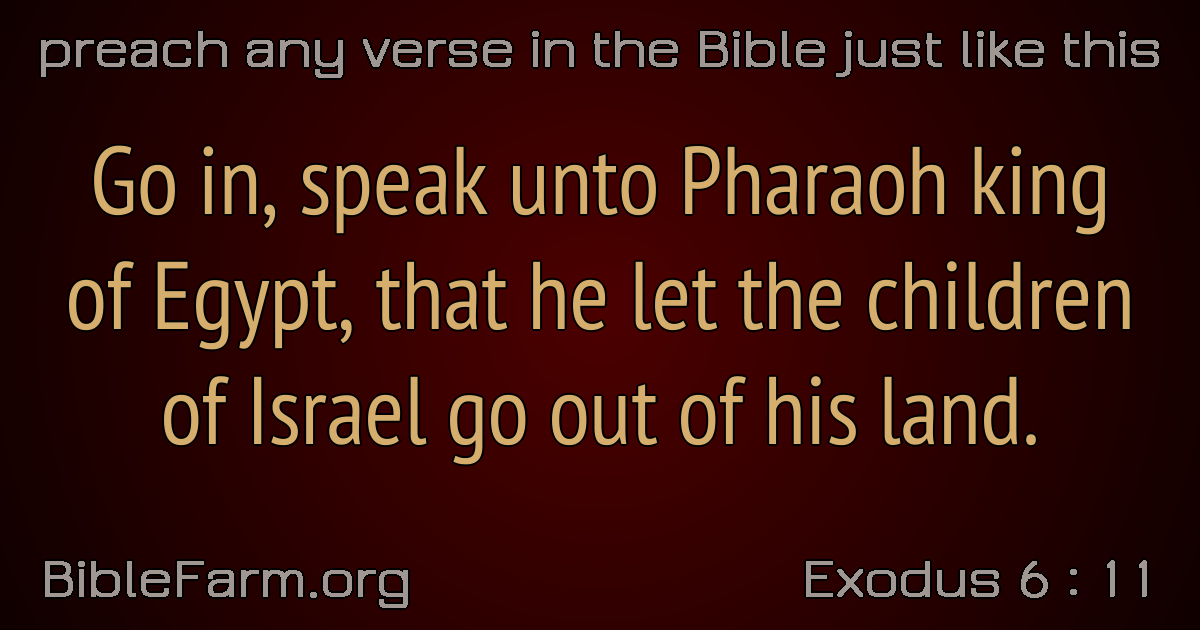 preach any verse in the Bible just like this
Go in, speak unto Pharaoh king
of Egypt, that he let the children
of Israel go out of his land.
BibleFarm.org
Exodus 6 : 11